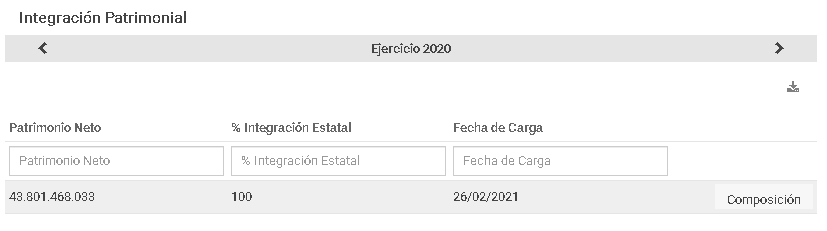 Integración Patrimonial
Ejercicio 2020
Patrimonio Neto % Integración Estatal Fecha de Carga
Patrimonio Neto % Integración Estatal Fecha de Carga
43.801.468.033 100 26/02/2021 Composición